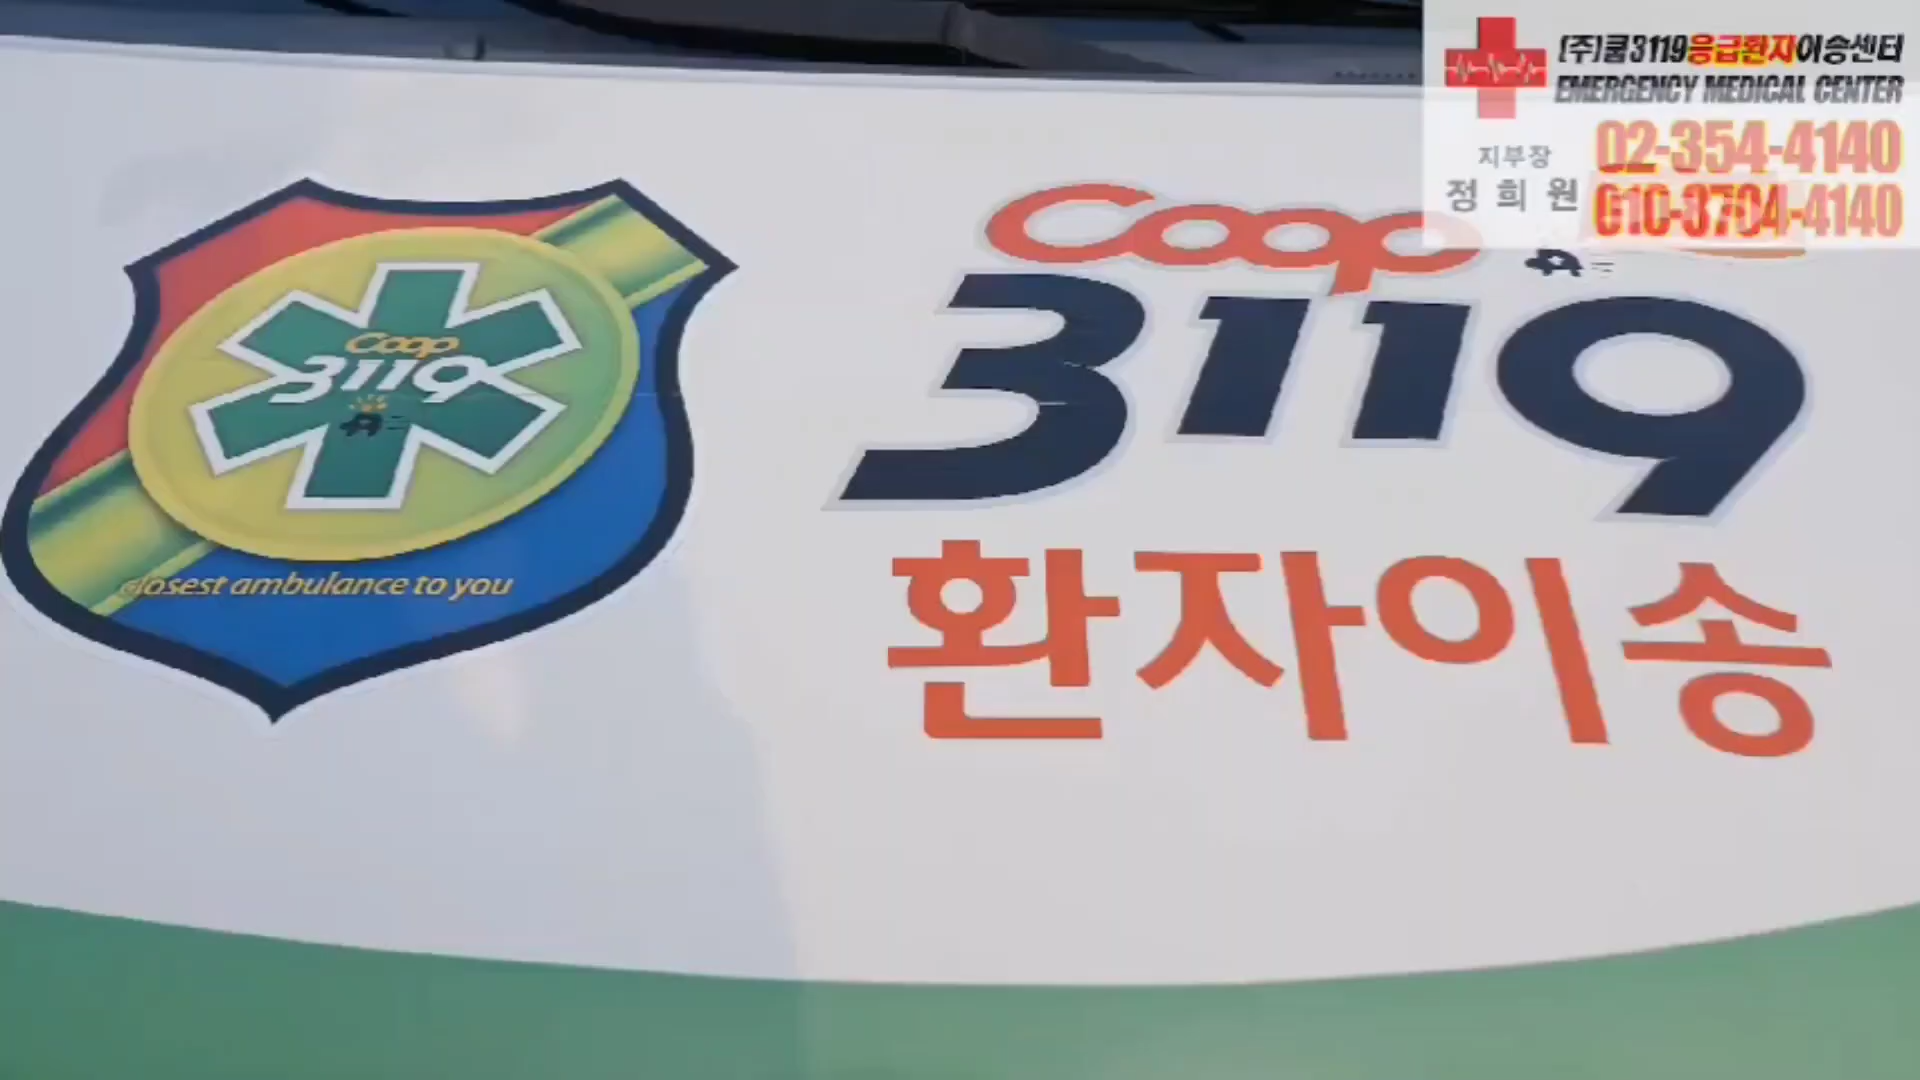 [주]쿱3119응급환자이송센터
EMERGENCY MEDICAL CENTER
02-354-4140
지부장
정희원
010-3704-4140
Coop
3119
환자이송
Coop
3119
closest ambulance to you